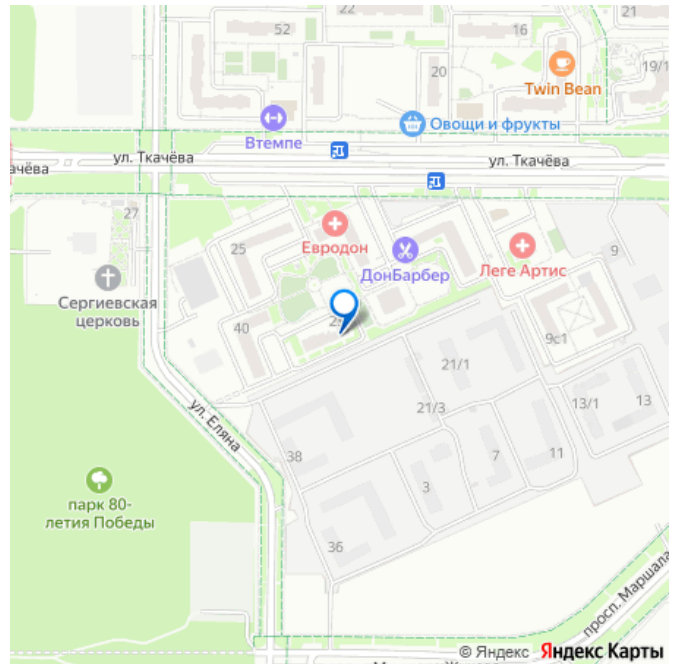 22
21
52
16
20
19/1
Twin Bean
Втемпе
Овощи и фрукты
ул. Ткачёва
ул. Ткачёва
ачёва
27
25
Евродон
ДонБарбер
Леге Артис
9
Сергиевская
церковь
40
9с1
21/1
21/3
13/1
13
ул. Еляна
38
7
11
3
парк 80-
летия Победы
36
просп. Маршала
© Яндекс
Яндекс Карты